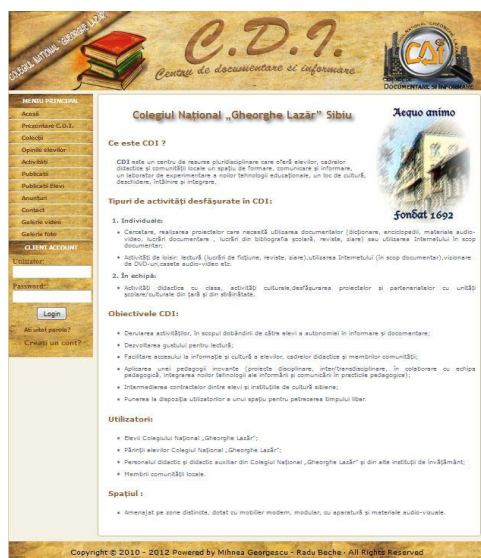 COLEGIUL NAȚIONAL "GHEORGHE LAZĂR"
C.D.I.
Centru de documentare si informare
CDI
DOCUMENTARE SI INFORMARE
MENIU PRINCIPAL
Acasă
Prezentare C.D.I.
Colecții
Opiniile elevilor
Activități
Publicații
Publicații Elevi
Anunturi
Contact
Galerie video
Galerie foto
CLIENT ACCOUNT
Utilizator:
Password:
Login
Ati uitat parola?
Creați un cont?
Colegiul Național „Gheorghe Lazăr” Sibiu
Aequo animo
fondat 1692
Ce este CDI ?
CDI este un centru de resurse pluridisciplinare care oferă elevilor, cadrelor
didactice și comunității locale un spațiu de formare, comunicare și informare,
un laborator de experimentare a noilor tehnologii educaționale, un loc de cultură,
deschidere, întâlnire și integrare.
Tipuri de activități desfășurate în CDI:
1. Individuale:
• Cercetare, realizarea proiectelor care necesită utilizarea documentelor (dicționare, enciclopedii, materiale audio-
video, lucrări documentare , lucrări din bibliografia școlară, reviste, ziare) sau utilizarea Internetului în scop
documentar;
• Activități de loisir: lectură (lucrări de ficțiune, reviste, ziare),utilizarea Internetului (în scop documentar),vizionare
de DVD-uri,casete audio-video etc.
2. În echipă:
• Activități didactice cu clasa, activități culturale,desfășurarea proiectelor și parteneriatelor cu unități
școlare/culturale din țară și din străinătate.
Obiectivele CDI:
• Derularea activităților, în scopul dobândirii de către elevi a autonomiei în informare și documentare;
• Dezvoltarea gustului pentru lectură;
• Facilitare accesului la informație și cultură a elevilor, cadrelor didactice și membrilor comunității;
• Aplicarea unei pedagogii inovante (proiecte disciplinare, inter/transdisciplinare, în colaborare cu echipa
pedagogică, integrarea noilor tehnologii ale informării și comunicării în practicile pedagogice);
• Intermedierea contractelor dintre elevi și instituțiile de cultură sibiene;
• Punerea la dispoziția utilizatorilor a unui spațiu pentru petrecerea timpului liber.
Utilizatori:
• Elevii Colegiului Național „Gheorghe Lazăr”;
• Părinții elevilor Colegiul Național „Gheorghe Lazăr”;
• Personalul didactic și didactic auxiliar din Colegiul Național „Gheorghe Lazăr” și din alte instituții de învățământ;
• Membrii comunității locale.
Spațiul :
• Amenajat pe zone distincte, dotat cu mobilier modern, modular, cu aparatură și materiale audio-vizuale.
Copyright © 2010 - 2012 Powered by Mihnea Georgescu - Radu Beche · All Rights Reserved